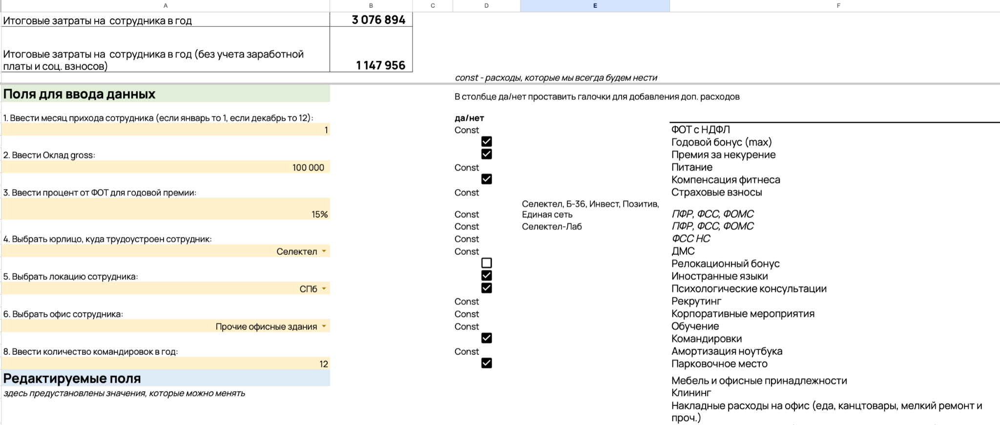 A B C D E F
Итоговые затраты на сотрудника в год 3 076 894
Итоговые затраты на сотрудника в год (без учета заработной
платы и соц. взносов) 1 147 956
const - расходы, которые мы всегда будем нести
Поля для ввода данных
В столбце да/нет проставить галочки для добавления доп. расходов
1. Ввести месяц прихода сотрудника (если январь то 1, если декабрь то 12): да/нет
1 Const ФОТ с НДФЛ
Годовой бонус (max)
2. Ввести Оклад gross: Премия за некурение
100 000 Const Питание
Компенсация фитнеса
3. Ввести процент от ФОТ для годовой премии: Const Страховые взносы
Селектел, Б-36, Инвест, Позитив,
15% Const Единая сеть ПФР, ФСС, ФОМС
Const Селектел-Лаб ПФР, ФСС, ФОМС
4. Выбрать юрлицо, куда трудоустроен сотрудник: Const ФСС НС
Селектел Const ДМС
Релокационный бонус
5. Выбрать локацию сотрудника: Иностранные языки
СПб Психологические консультации
Const Рекрутинг
6. Выбрать офис сотрудника: Const Корпоративные мероприятия
Прочие офисные здания Const Обучение
Командировки
8. Ввести количество командировок в год: Const Амортизация ноутбука
12 Парковочное место
Редактируемые поля Мебель и офисные принадлежности
здесь предустановлены значения, которые можно менять Клининг
Накладные расходы на офис (еда, канцтовары, мелкий ремонт и
проч.)